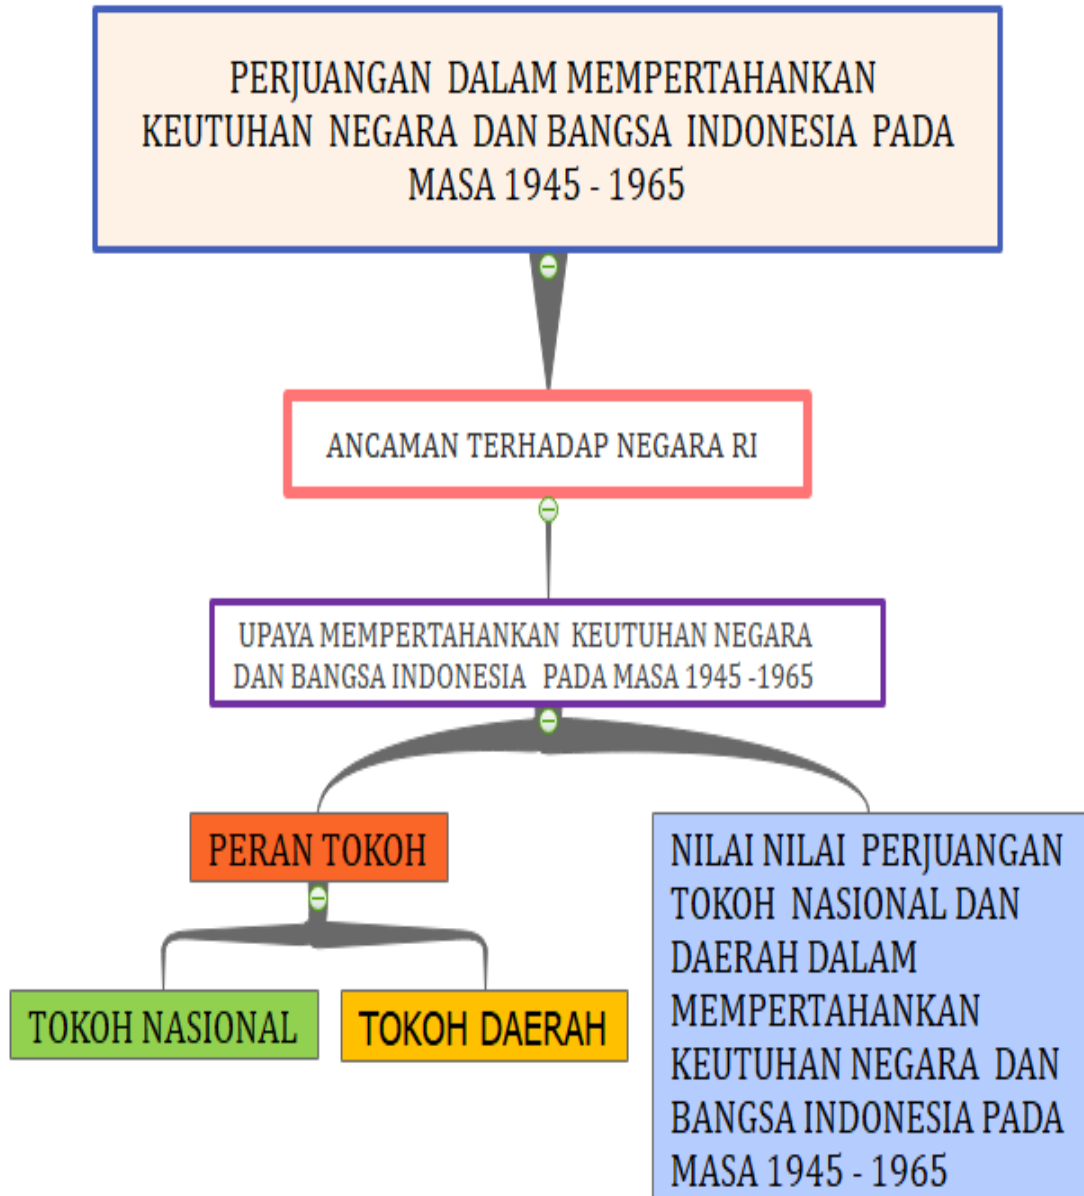 PERJUANGAN DALAM MEMPERTAHANKAN
KEUTUHAN NEGARA DAN BANGSA INDONESIA PADA
MASA 1945 - 1965
ANCAMAN TERHADAP NEGARA RI
UPAYA MEMPERTAHANKAN KEUTUHAN NEGARA
DAN BANGSA INDONESIA PADA MASA 1945 -1965
PERAN TOKOH
TOKOH NASIONAL
TOKOH DAERAH
NILAI NILAI PERJUANGAN
TOKOH NASIONAL DAN
DAERAH DALAM
MEMPERTAHANKAN
KEUTUHAN NEGARA DAN
BANGSA INDONESIA PADA
MASA 1945 - 1965